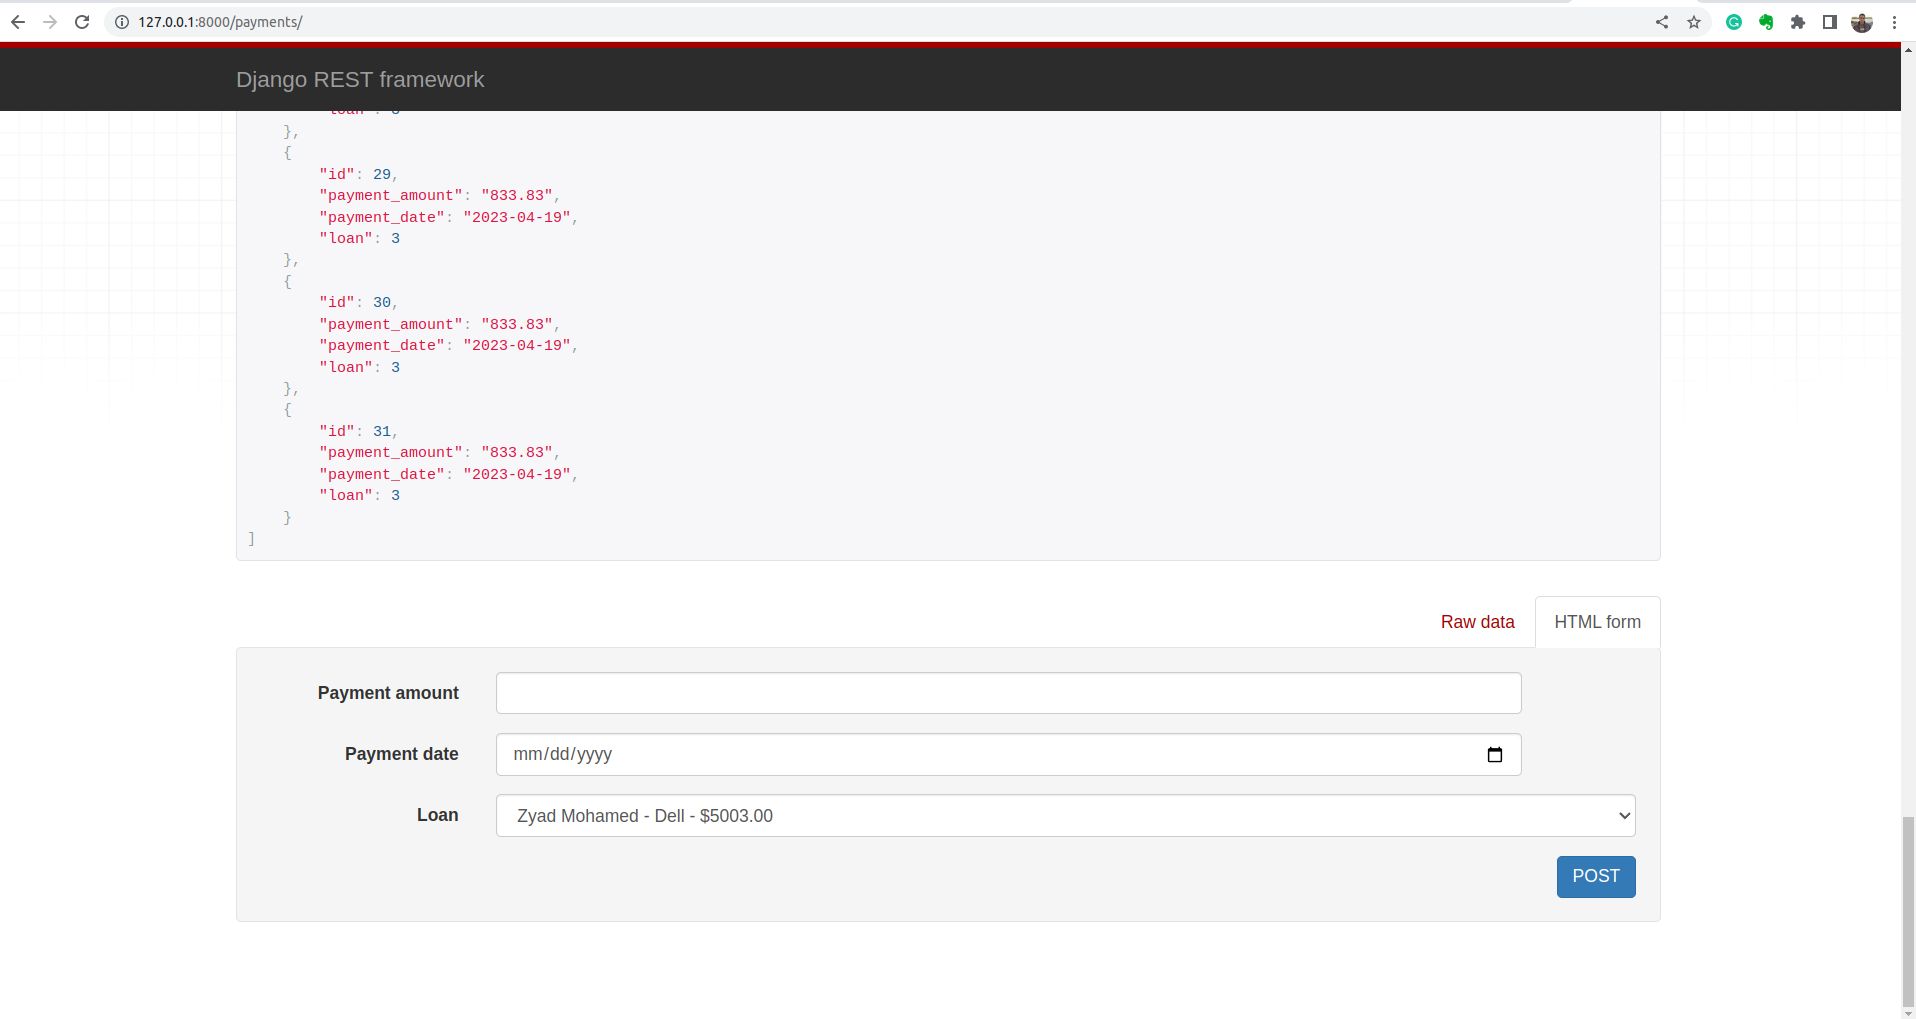 127.0.0.1:8000/payments/
Django REST framework
"loan": 3
},
{
"id": 29,
"payment_amount": "833.83",
"payment_date": "2023-04-19",
"loan": 3
},
{
"id": 30,
"payment_amount": "833.83",
"payment_date": "2023-04-19",
"loan": 3
},
{
"id": 31,
"payment_amount": "833.83",
"payment_date": "2023-04-19",
"loan": 3
}
]
Raw data HTML form
Payment amount
Payment date mm/dd/yyyy
Loan Zyad Mohamed - Dell - $5003.00
POST